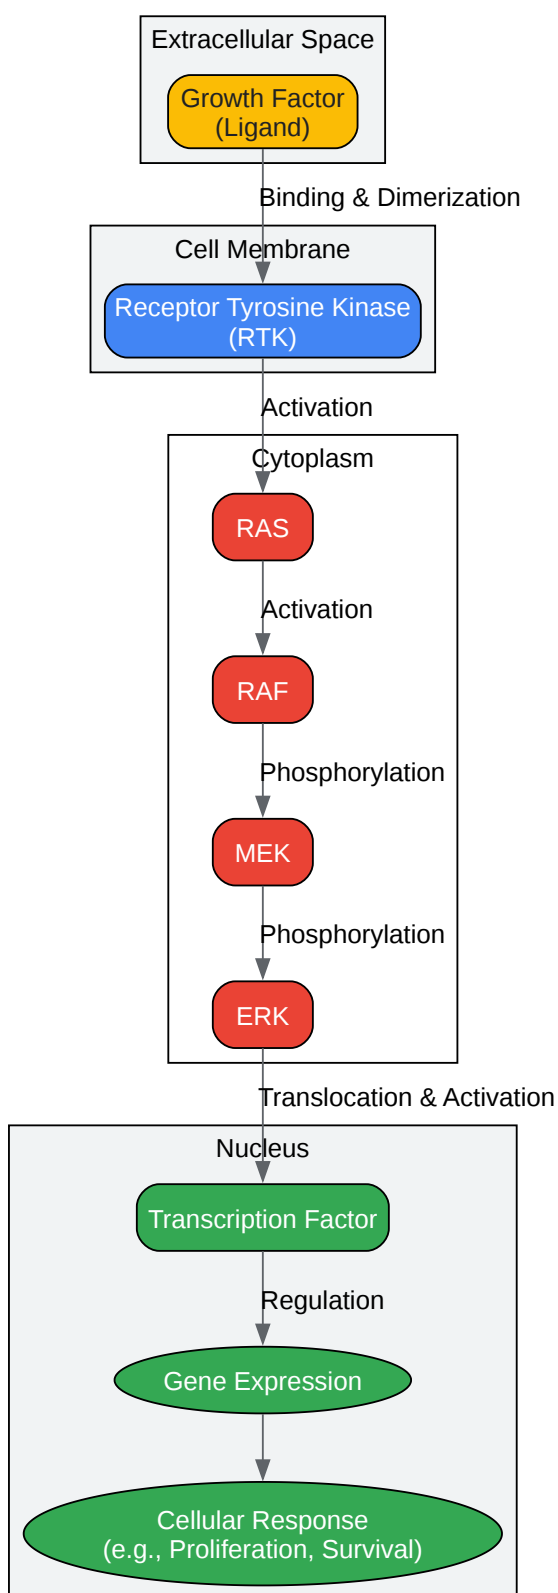 Extracellular Space
Growth Factor
(Ligand)
Binding & Dimerization
Cell Membrane
Receptor Tyrosine Kinase
(RTK)
Activation
Cytoplasm
RAS
Activation
RAF
Phosphorylation
MEK
Phosphorylation
ERK
Translocation & Activation
Nucleus
Transcription Factor
Regulation
Gene Expression
Cellular Response
(e.g., Proliferation, Survival)